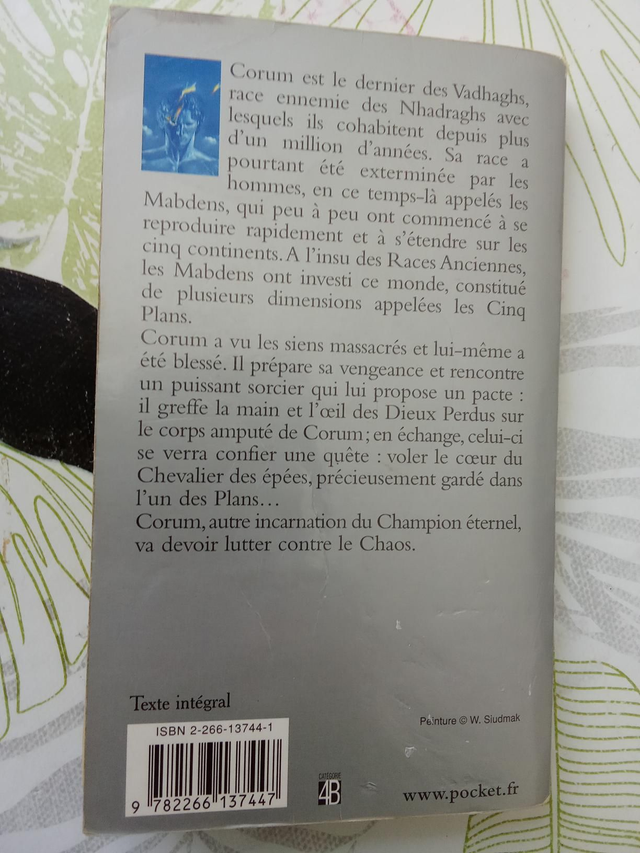 Corum est le dernier des Vadhaghs,
race ennemie des Nhadraghs avec
lesquels ils cohabitent depuis plus
d'un million d'années. Sa race a
pourtant été exterminée par les
hommes, en ce temps-là appelés les
Mabdens, qui peu à peu ont commencé à se
reproduire rapidement et à s'étendre sur les
cinq continents. A l'insu des Races Anciennes,
les Mabdens ont investi ce monde, constitué
de plusieurs dimensions appelées les Cinq
Plans.
Corum a vu les siens massacrés et lui-même a
été blessé. Il prépare sa vengeance et rencontre
un puissant sorcier qui lui propose un pacte :
il greffe la main et l'œil des Dieux Perdus sur
le corps amputé de Corum ; en échange, celui-ci
se verra confier une quête : voler le cœur du
Chevalier des épées, précieusement gardé dans
l'un des Plans...
Corum, autre incarnation du Champion éternel,
va devoir lutter contre le Chaos.
Texte intégral
ISBN 2-266-13744-1
9 782266 137447
Peinture © W. Siudmak
CATÉGORIE
4B
www.pocket.fr